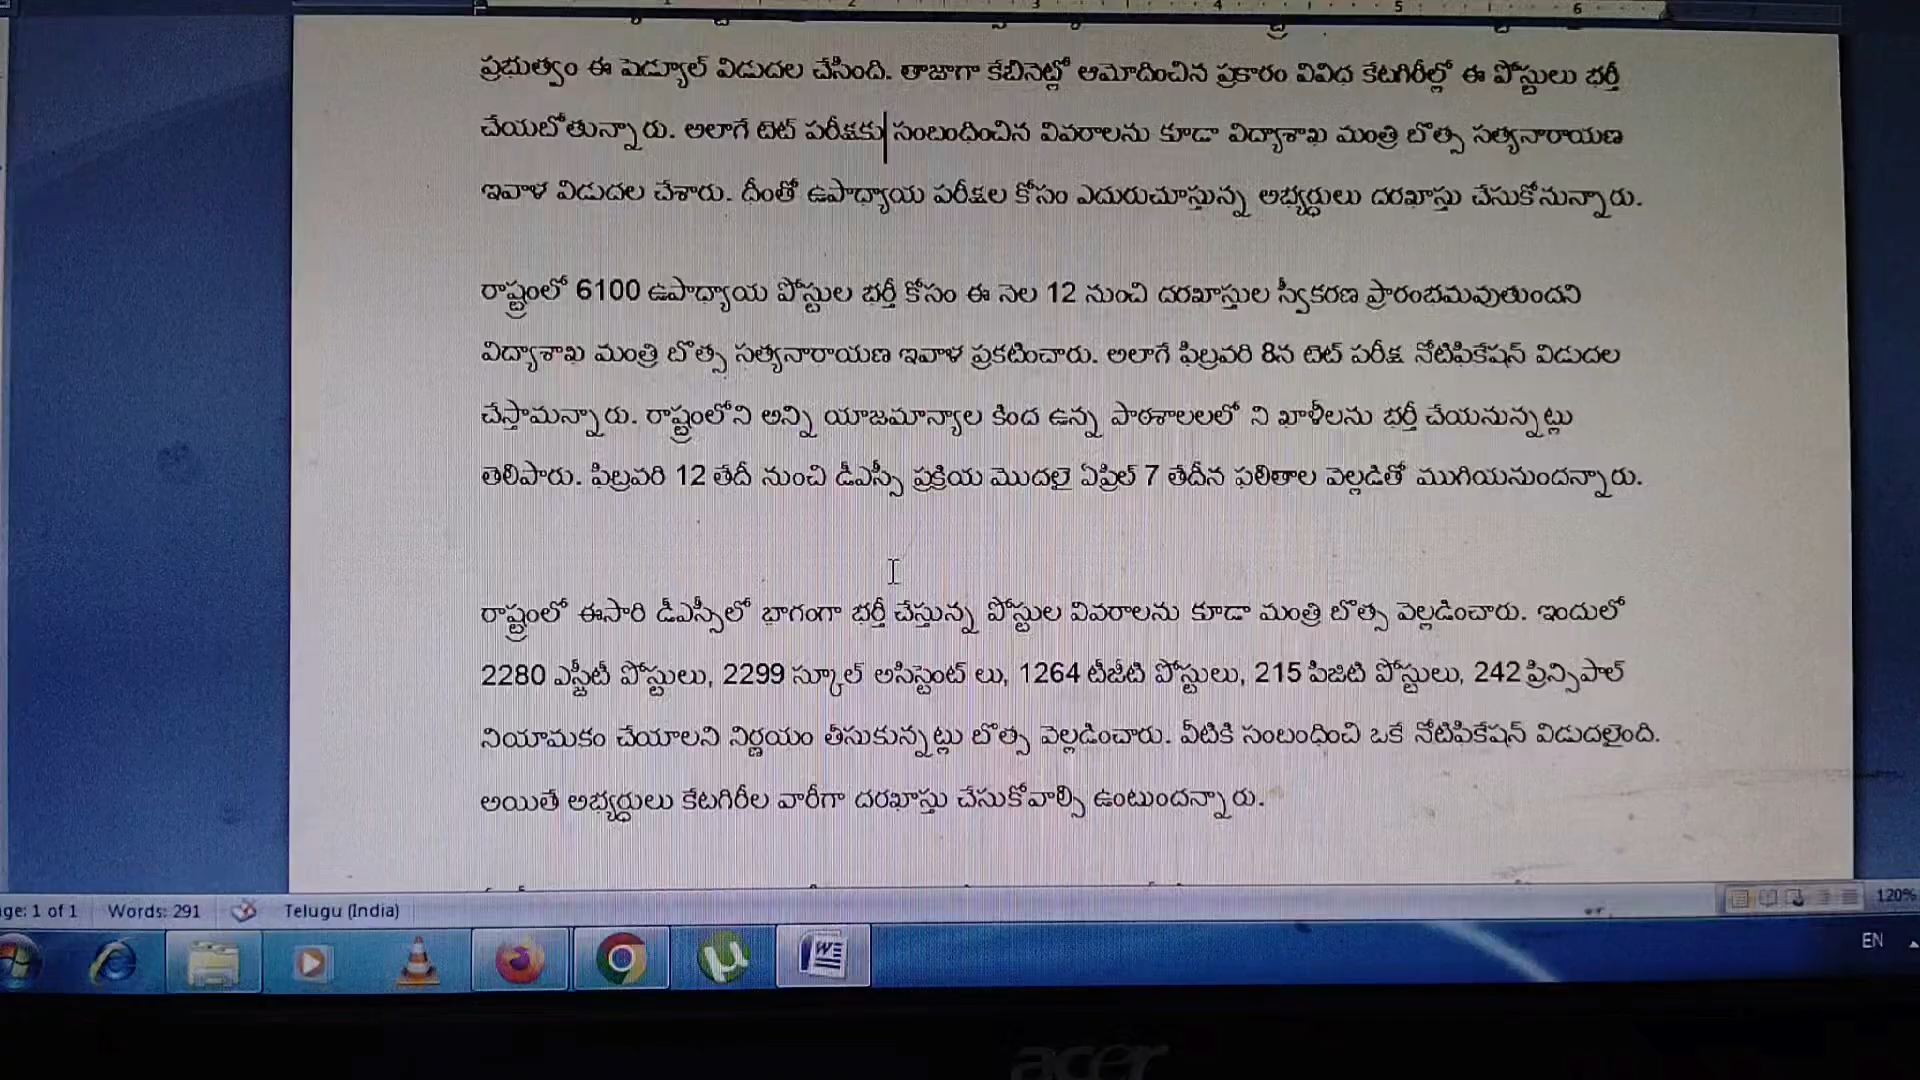 ప్రభుత్వం ఈ షెడ్యూల్ విడుదల చేసింది. తాజాగా కేబినెట్లో ఆమోదించిన ప్రకారం వివిధ కేటగిరీల్లో ఈ పోస్టులు భర్తీ
చేయబోతున్నారు. అలాగే టెట్ పరీక్షకు సంబంధించిన వివరాలను కూడా విద్యాశాఖ మంత్రి బొత్స సత్యనారాయణ
ఇవాళ విడుదల చేశారు. దీంతో ఉపాధ్యాయ పరీక్షల కోసం ఎదురుచూస్తున్న అభ్యర్ధులు దరఖాస్తు చేసుకోనున్నారు.
రాష్ట్రంలో 6100 ఉపాధ్యాయ పోస్టుల భర్తీ కోసం ఈ నెల 12 నుంచి దరఖాస్తుల స్వీకరణ ప్రారంభమవుతుందని
విద్యాశాఖ మంత్రి బొత్స సత్యనారాయణ ఇవాళ ప్రకటించారు. అలాగే ఫిబ్రవరి 8న టెట్ పరీక్ష నోటిఫికేషన్ విడుదల
చేస్తామన్నారు. రాష్ట్రంలోని అన్ని యాజమాన్యాల కింద ఉన్న పాఠశాలలలో ని ఖాళీలను భర్తీ చేయనున్నట్లు
తెలిపారు. ఫిబ్రవరి 12 తేదీ నుంచి డీఎస్సీ ప్రక్రియ మొదలై ఏప్రిల్ 7 తేదీన ఫలితాల వెల్లడితో ముగియనుందన్నారు.
రాష్ట్రంలో ఈసారి డీఎస్సీలో భాగంగా భర్తీ చేస్తున్న పోస్టుల వివరాలను కూడా మంత్రి బొత్స వెల్లడించారు. ఇందులో
2280 ఎస్జీటీ పోస్టులు, 2299 స్కూల్ అసిస్టెంట్ లు, 1264 టీజీటి పోస్టులు, 215 పిజిటి పోస్టులు, 242 ప్రిన్సిపాల్
నియామకం చేయాలని నిర్ణయం తీసుకున్నట్లు బొత్స వెల్లడించారు. వీటికి సంబంధించి ఒకే నోటిఫికేషన్ విడుదలైంది.
అయితే అభ్యర్ధులు కేటగిరీల వారీగా దరఖాస్తు చేసుకోవాల్సి ఉంటుందన్నారు.
ge: 1 of 1 Words: 291 Telugu (India) 120%
EN
acer